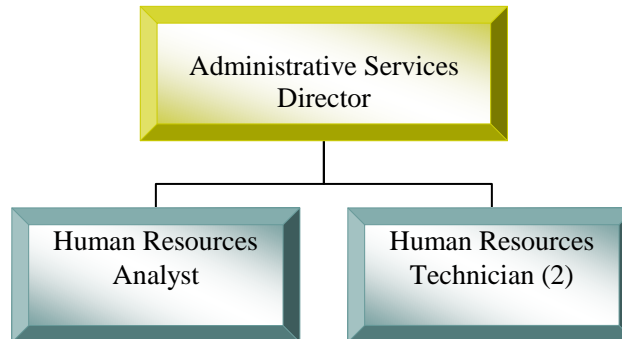 Administrative Services
Director
Human Resources
Analyst
Human Resources
Technician (2)